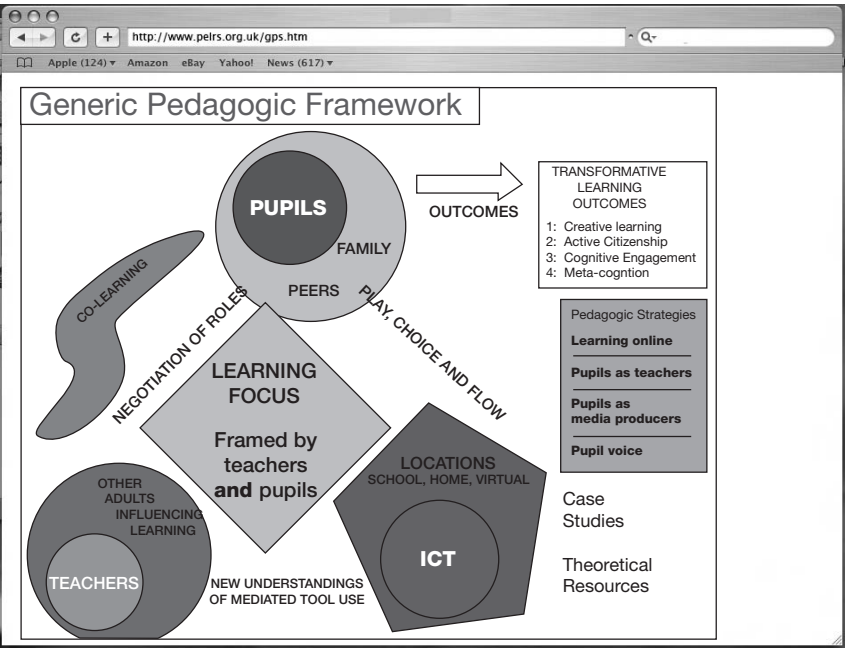 http://www.pelrs.org.uk/gps.htm
Apple (124) Amazon eBay Yahoo! News (617)
Generic Pedagogic Framework
PUPILS
FAMILY
PEERS
OUTCOMES
TRANSFORMATIVE
LEARNING
OUTCOMES
1: Creative learning
2: Active Citizenship
3: Cognitive Engagement
4: Meta-cogntion
CO-LEARNING
NEGOTIATION OF ROLES
PLAY, CHOICE AND FLOW
Pedagogic Strategies
Learning online
Pupils as teachers
Pupils as
media producers
Pupil voice
LEARNING
FOCUS
Framed by
teachers
and pupils
LOCATIONS
SCHOOL, HOME, VIRTUAL
ICT
OTHER
ADULTS
INFLUENCING
LEARNING
TEACHERS
NEW UNDERSTANDINGS
OF MEDIATED TOOL USE
Case
Studies
Theoretical
Resources